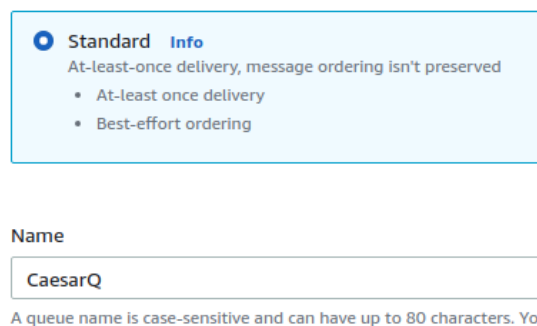 Standard Info
At-least-once delivery, message ordering isn't preserved
• At-least once delivery
• Best-effort ordering
Name
CaesarQ
A queue name is case-sensitive and can have up to 80 characters. Yo